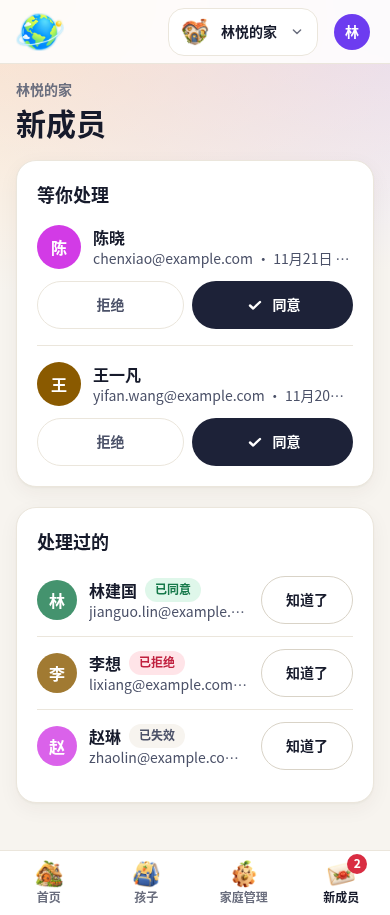 林悦的家
林
林悦的家
新成员
等你处理
陈
陈晓
chenxiao@example.com · 11月21日 …
拒绝
同意
王
王一凡
yifan.wang@example.com · 11月20…
拒绝
同意
处理过的
林
林建国 已同意
jianguo.lin@example.…
知道了
李
李想 已拒绝
lixiang@example.com…
知道了
赵
赵琳 已失效
zhaolin@example.co…
知道了
2
首页
孩子
家庭管理
新成员